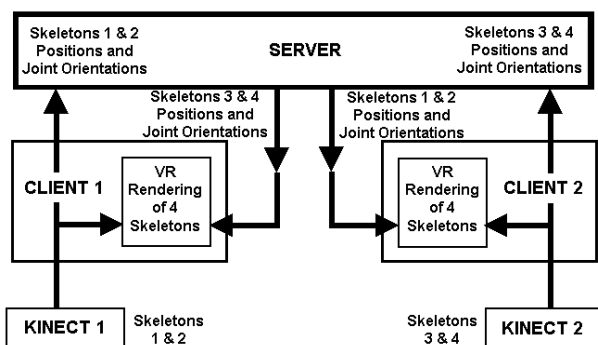 Skeletons 1 & 2
Positions and
Joint Orientations
SERVER
Skeletons 3 & 4
Positions and
Joint Orientations
Skeletons 3 & 4
Positions and
Joint Orientations
Skeletons 1 & 2
Positions and
Joint Orientations
CLIENT 1
VR
Rendering
of 4
Skeletons
VR
Rendering
of 4
Skeletons
CLIENT 2
KINECT 1
Skeletons
1 & 2
Skeletons
3 & 4
KINECT 2